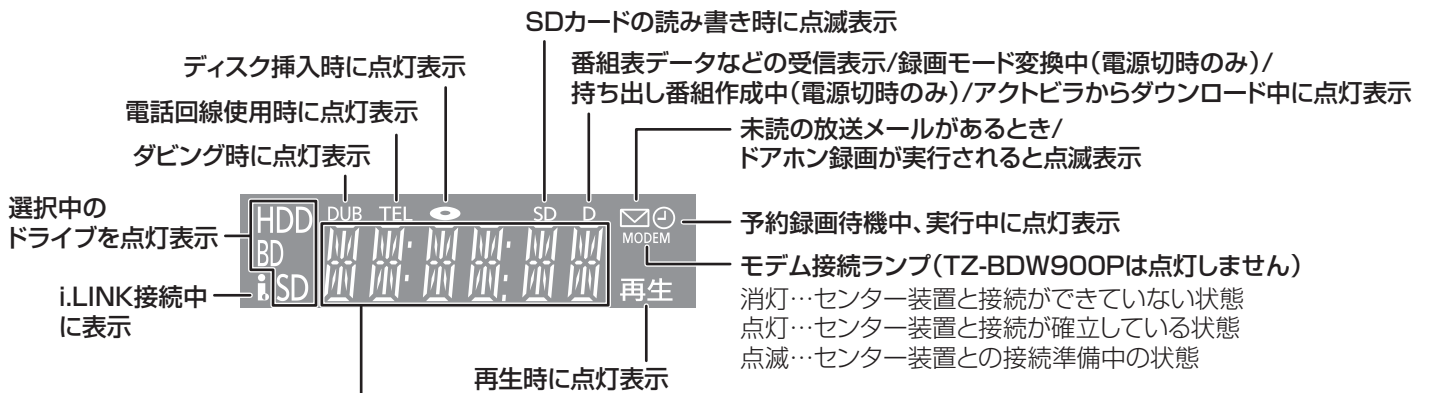 SDカードの読み書き時に点滅表示
ディスク挿入時に点灯表示
番組表データなどの受信表示/録画モード変換中（電源切時のみ）/
持ち出し番組作成中（電源切時のみ）/アクトビラからダウンロード中に点灯表示
電話回線使用時に点灯表示
未読の放送メールがあるとき/
ドアホン録画が実行されると点滅表示
ダビング時に点灯表示
選択中の
ドライブを点灯表示
HDD
DUB TEL SD D
BD
i SD
MODEM
再生
予約録画待機中、実行中に点灯表示
モデム接続ランプ（TZ-BDW900Pは点灯しません）
消灯…センター装置と接続ができていない状態
点灯…センター装置と接続が確立している状態
点滅…センター装置との接続準備中の状態
i.LINK接続中
に表示
再生時に点灯表示